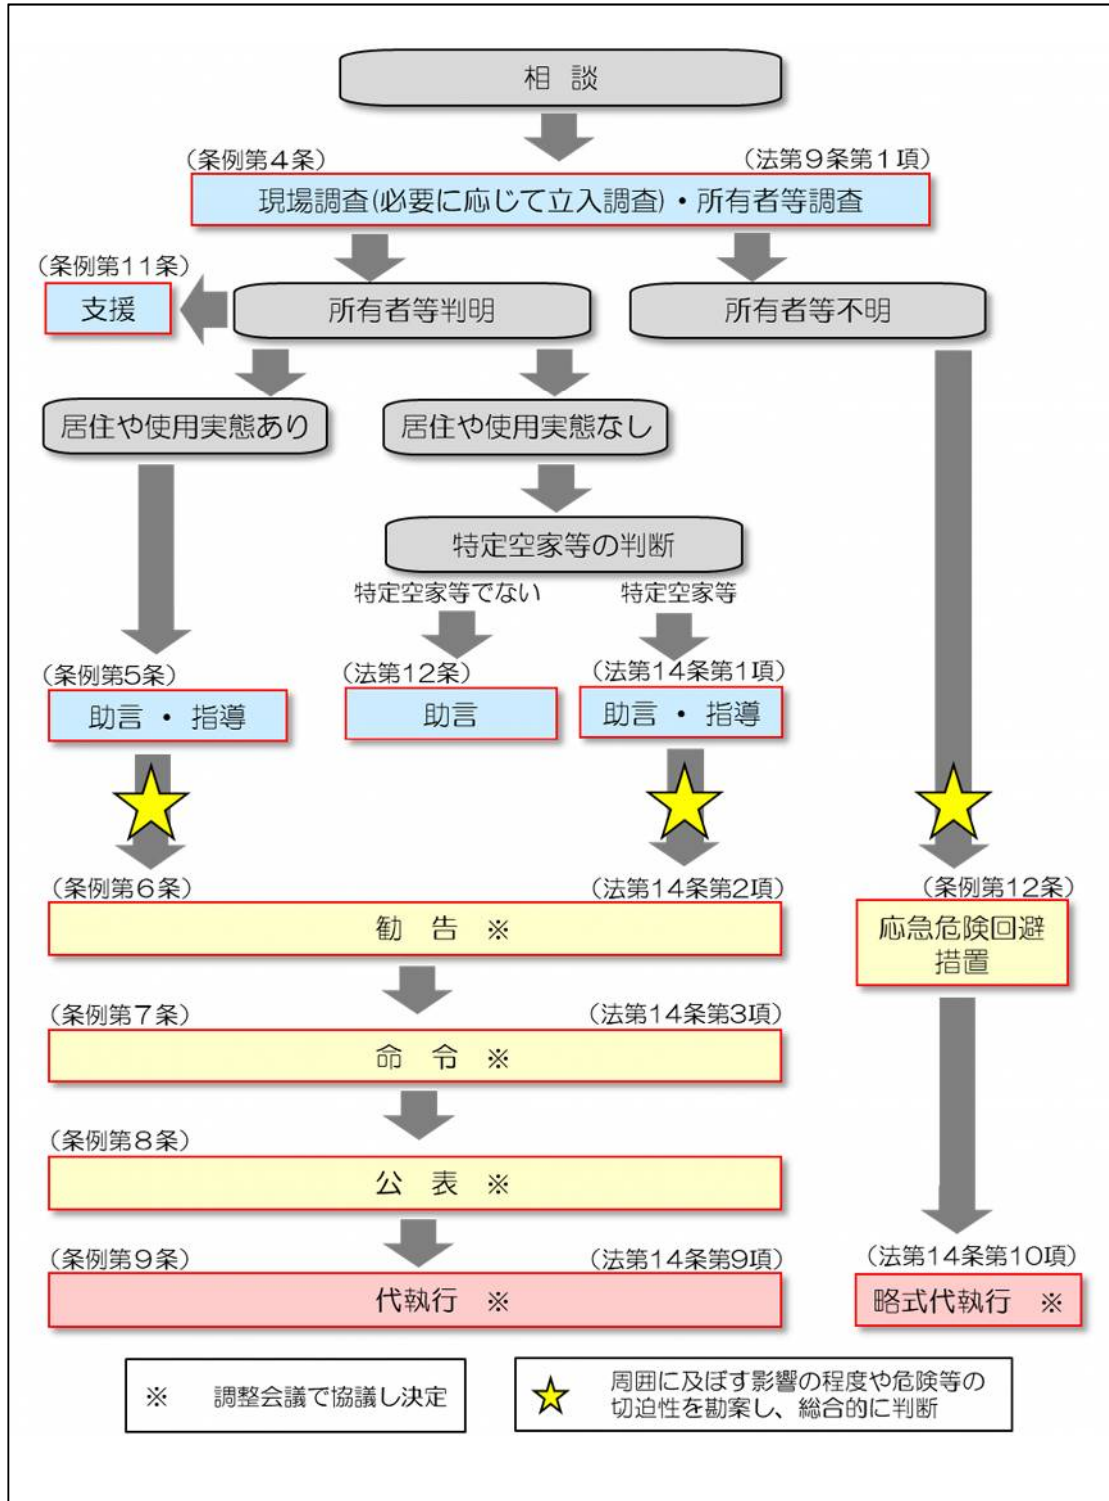 相 談
（条例第４条）
（法第９条第１項）
現場調査(必要に応じて立入調査)・所有者等調査
（条例第11条）
支援
所有者等判明
所有者等不明
居住や使用実態あり
居住や使用実態なし
特定空家等の判断
特定空家等でない
特定空家等
（条例第5条）
助言 ・ 指導
（法第12条）
助言
（法第14条第1項）
助言 ・ 指導
（条例第６条）
（法第14条第2項）
勧 告 ※
（条例第12条）
応急危険回避
措置
（条例第７条）
（法第14条第3項）
命 令 ※
（条例第８条）
公 表 ※
（条例第９条）
（法第14条第9項）
代執行 ※
（法第14条第10項）
略式代執行 ※
※ 調整会議で協議し決定
周囲に及ぼす影響の程度や危険等の
切迫性を勘案し、総合的に判断